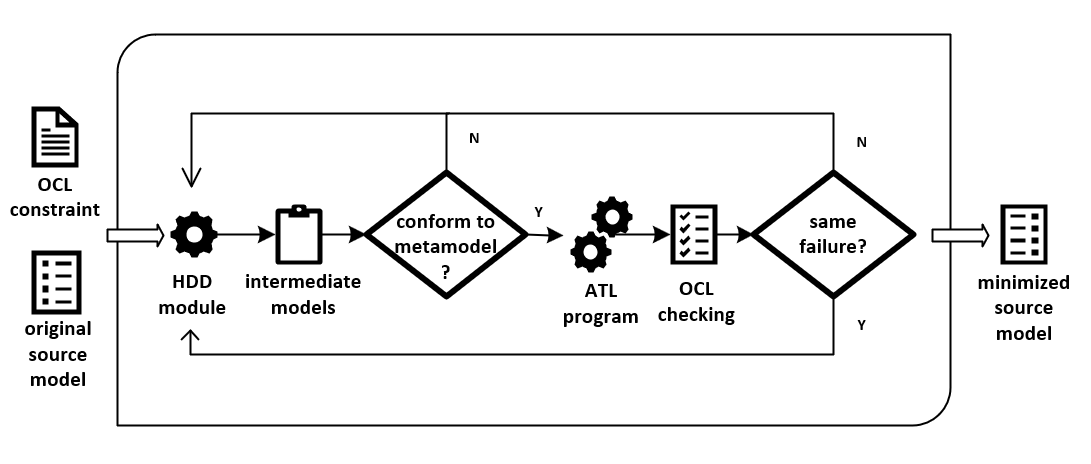 OCL
constraint
original
source
model
HDD
module
intermediate
models
N
conform to
metamodel
?
Y
ATL
program
OCL
checking
N
same
failure?
Y
minimized
source
model